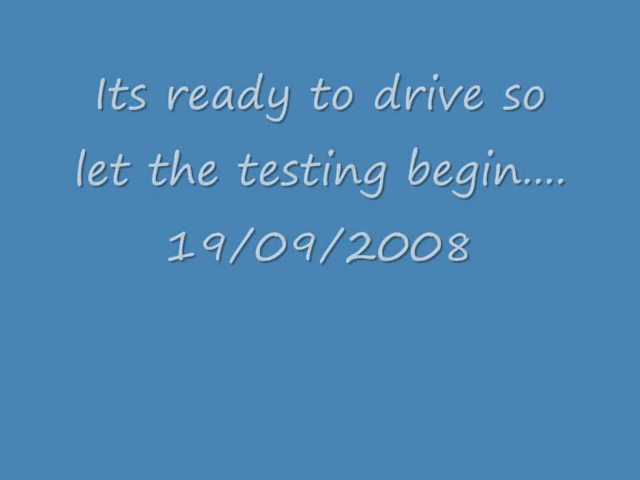 Its ready to drive so
let the testing begin....
19/09/2008